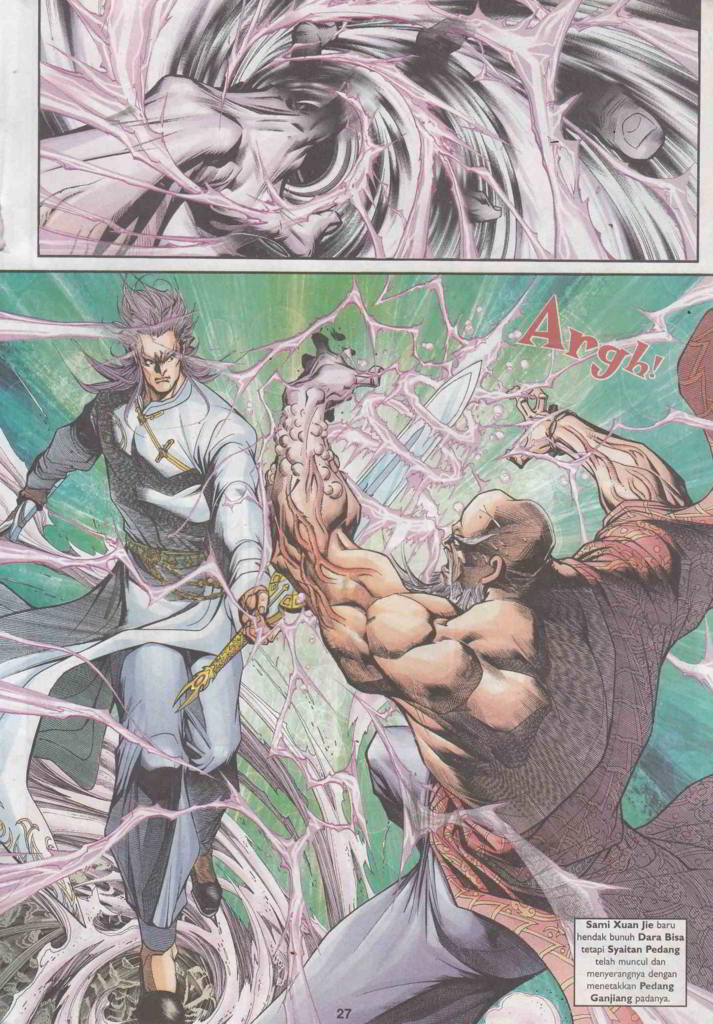 Argh!
Sami Xuan Jie baru
hendak bunuh Dara Bisa
tetapi Syaitan Pedang
telah muncul dan
menyerangnya dengan
menetakkan Pedang
Ganjiang padanya.
27